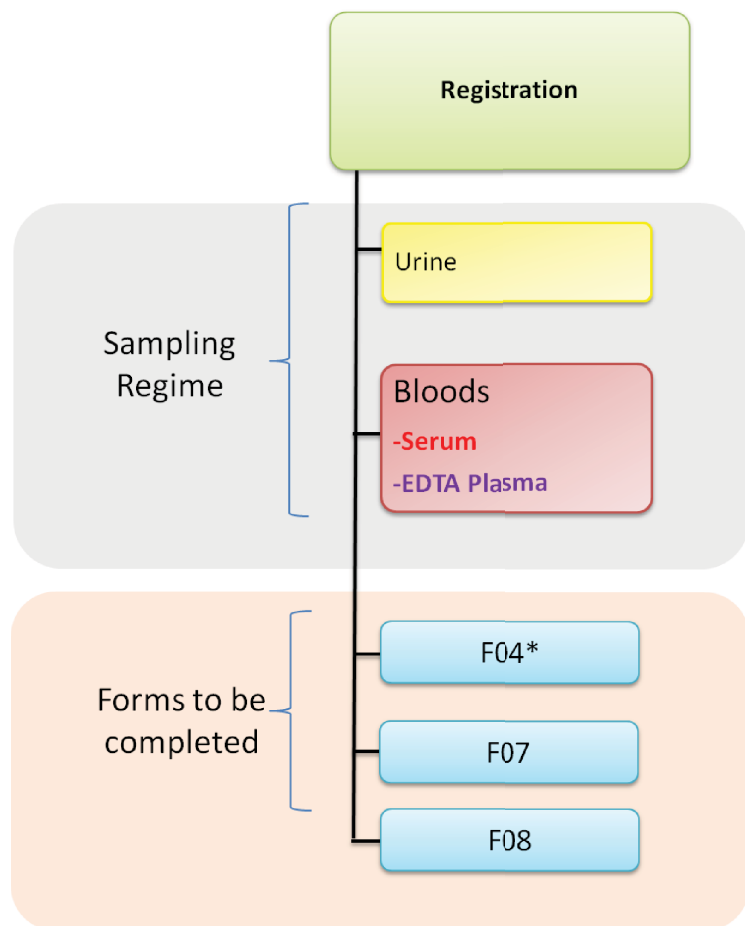 Registration
Urine
Sampling
Regime
Bloods
-Serum
-EDTA Plasma
F04*
Forms to be
completed
F07
F08